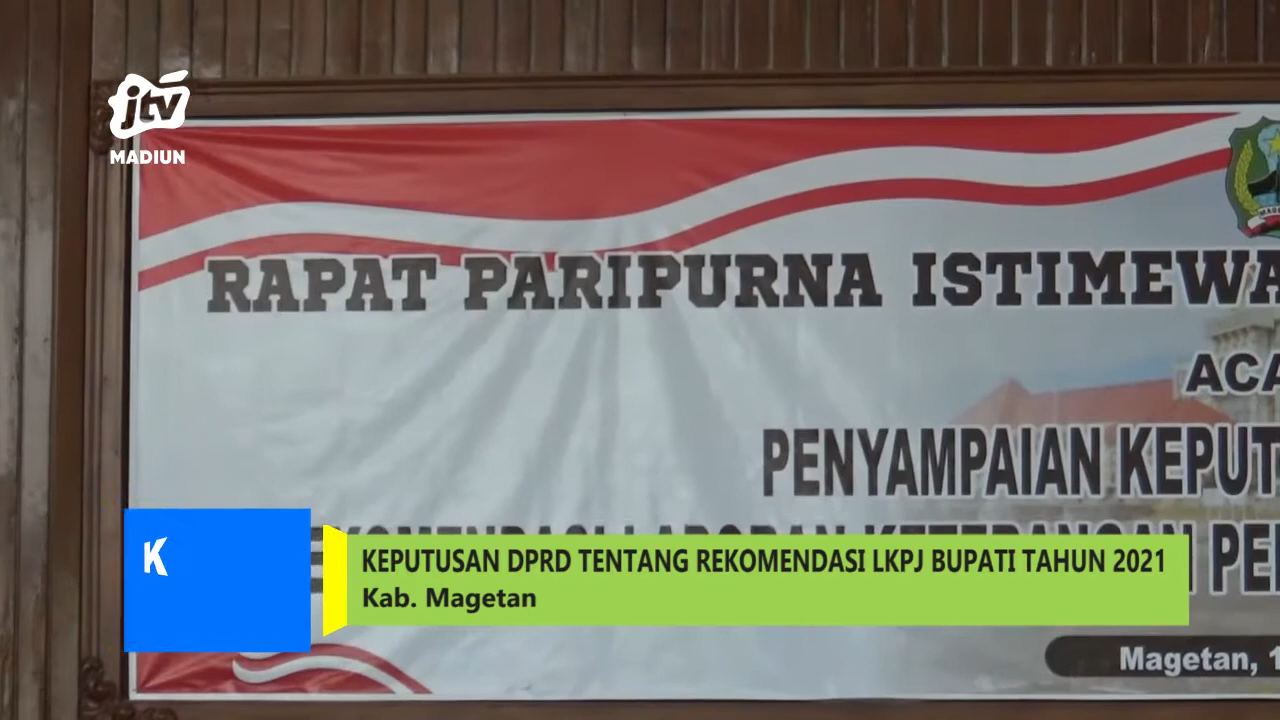 jtv
MADIUN
RAPAT PARIPURNA ISTIMEWA
ACA
PENYAMPAIAN KEPUT
PE
K
KEPUTUSAN DPRD TENTANG REKOMENDASI LKPJ BUPATI TAHUN 2021
Kab. Magetan
Magetan, 1